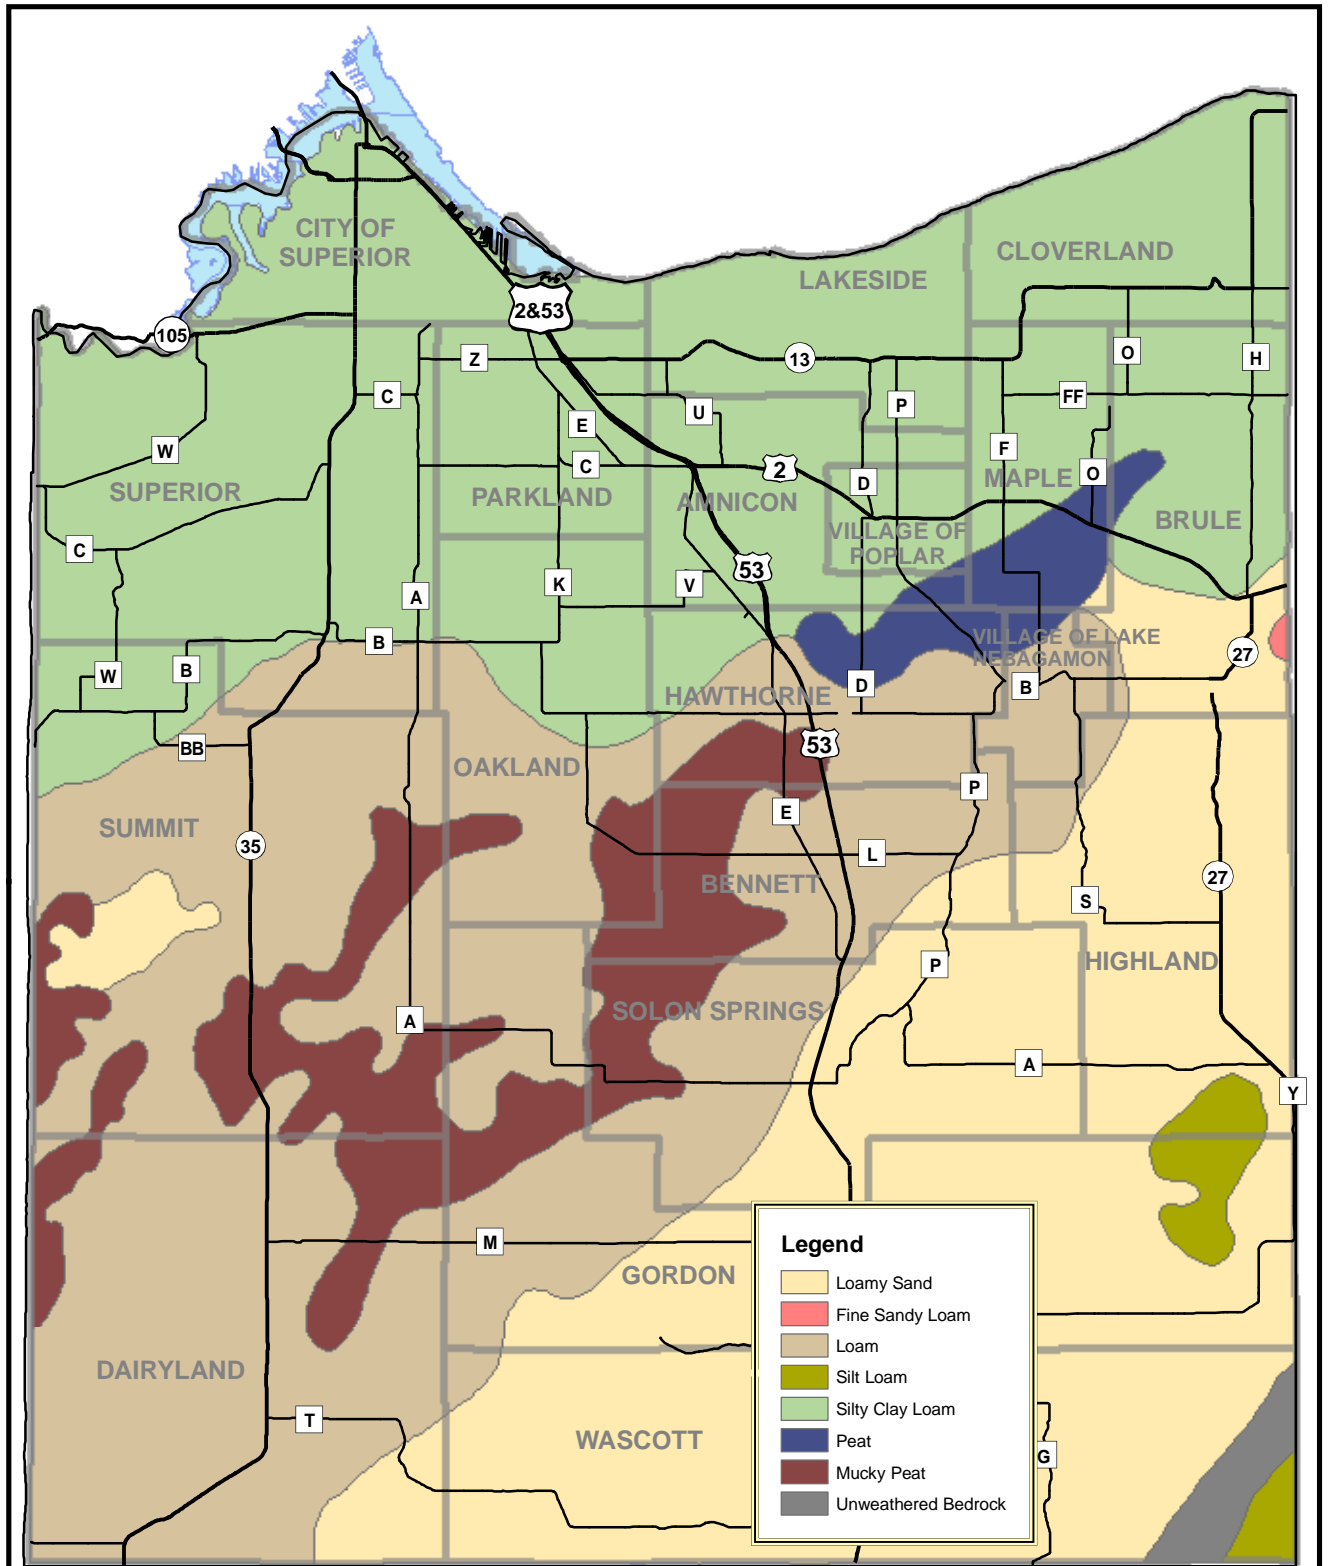 CITY OF
SUPERIOR
CLOVERLAND
LAKESIDE
2&53
105
Z
13
O
H
C
FF
P
U
E
W
F
C
2
D
MAPLE
O
SUPERIOR
PARKLAND
AMNICON
BRULE
VILLAGE OF
POPLAR
C
53
K
V
A
B
VILLAGE OF LAKE
NEBAGAMON
27
W
B
D
B
HAWTHORNE
BB
53
OAKLAND
P
E
SUMMIT
35
L
BENNETT
27
S
P
HIGHLAND
SOLON SPRINGS
A
A
Y
M
GORDON
DAIRYLAND
T
WASCOTT
G
Legend
Loamy Sand
Fine Sandy Loam
Loam
Silt Loam
Silty Clay Loam
Peat
Mucky Peat
Unweathered Bedrock